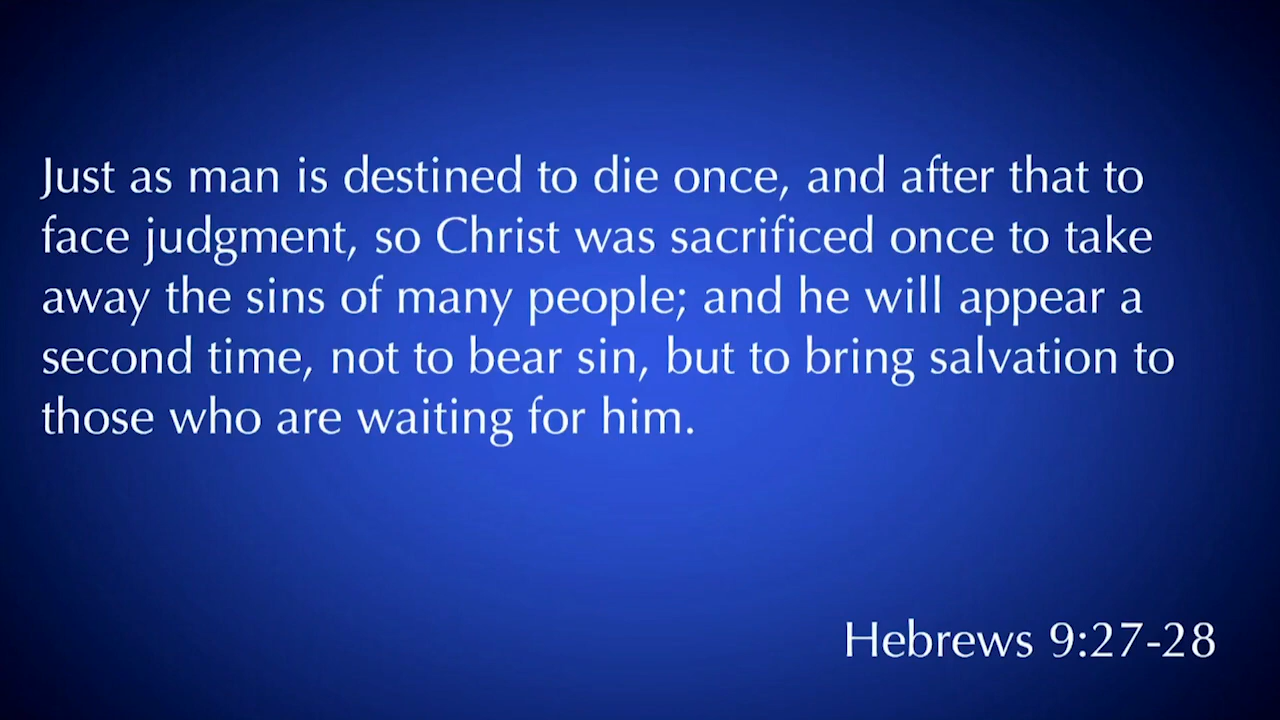 Just as man is destined to die once, and after that to
face judgment, so Christ was sacrificed once to take
away the sins of many people; and he will appear a
second time, not to bear sin, but to bring salvation to
those who are waiting for him.
Hebrews 9:27-28